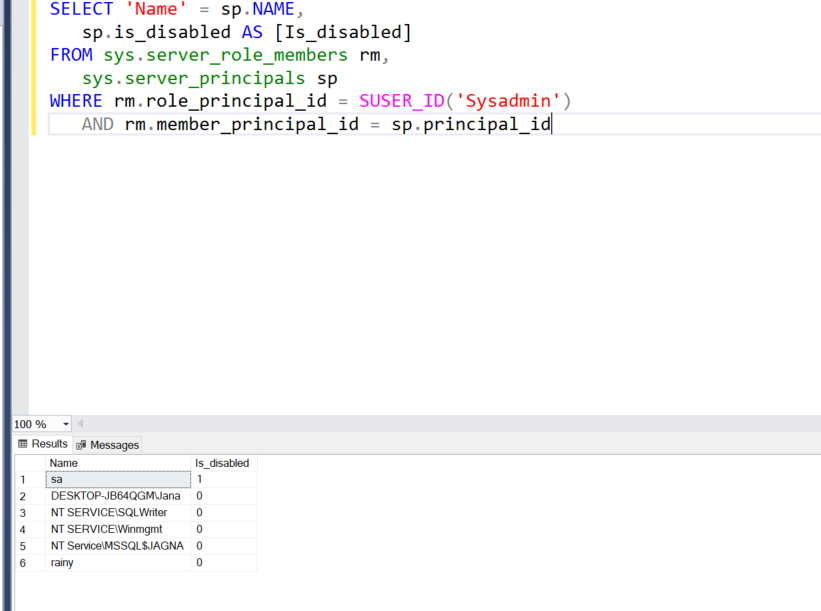 SELECT 'Name' = sp.NAME,
sp.is_disabled AS [Is_disabled]
FROM sys.server_role_members rm,
sys.server_principals sp
WHERE rm.role_principal_id = SUSER_ID('Sysadmin')
AND rm.member_principal_id = sp.principal_id
100 %
Results Messages
Name Is_disabled
1 sa 1
2 DESKTOP-JB64QGM\Jana 0
3 NT SERVICE\SQLWriter 0
4 NT SERVICE\Winmgmt 0
5 NT Service\MSSQL$JAGNA 0
6 rainy 0